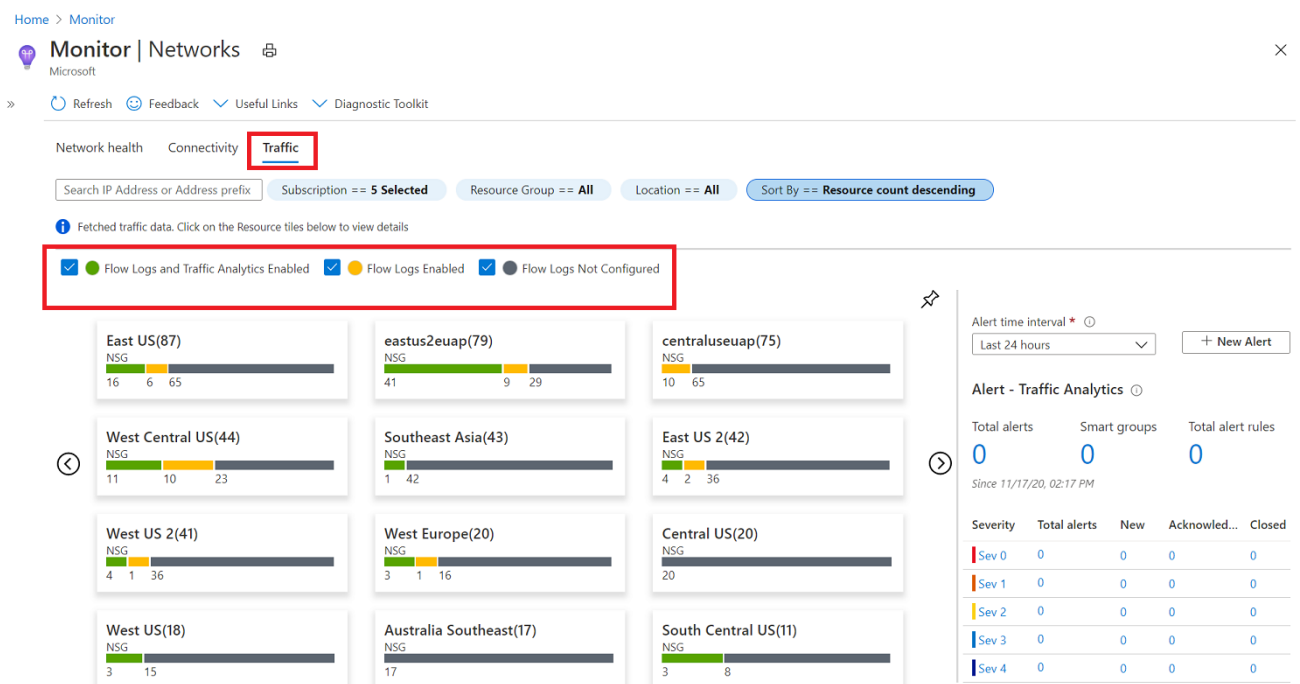 Home > Monitor
Monitor | Networks
Microsoft
» Refresh Feedback Useful Links Diagnostic Toolkit
Network health Connectivity Traffic
Search IP Address or Address prefix Subscription == 5 Selected Resource Group == All Location == All Sort By == Resource count descending
Fetched traffic data. Click on the Resource tiles below to view details
Flow Logs and Traffic Analytics Enabled Flow Logs Enabled Flow Logs Not Configured
East US(87)
NSG
16 6 65
eastus2euap(79)
NSG
41 9 29
centraluseuap(75)
NSG
10 65
West Central US(44)
NSG
11 10 23
Southeast Asia(43)
NSG
1 42
East US 2(42)
NSG
4 2 36
West US 2(41)
NSG
4 1 36
West Europe(20)
NSG
3 1 16
Central US(20)
NSG
20
West US(18)
NSG
3 15
Australia Southeast(17)
NSG
17
South Central US(11)
NSG
3 8
Alert time interval *
Last 24 hours
+ New Alert
Alert - Traffic Analytics
Total alerts Smart groups Total alert rules
0 0 0
Since 11/17/20, 02:17 PM
Severity Total alerts New Acknowled... Closed
Sev 0 0 0 0 0
Sev 1 0 0 0 0
Sev 2 0 0 0 0
Sev 3 0 0 0 0
Sev 4 0 0 0 0